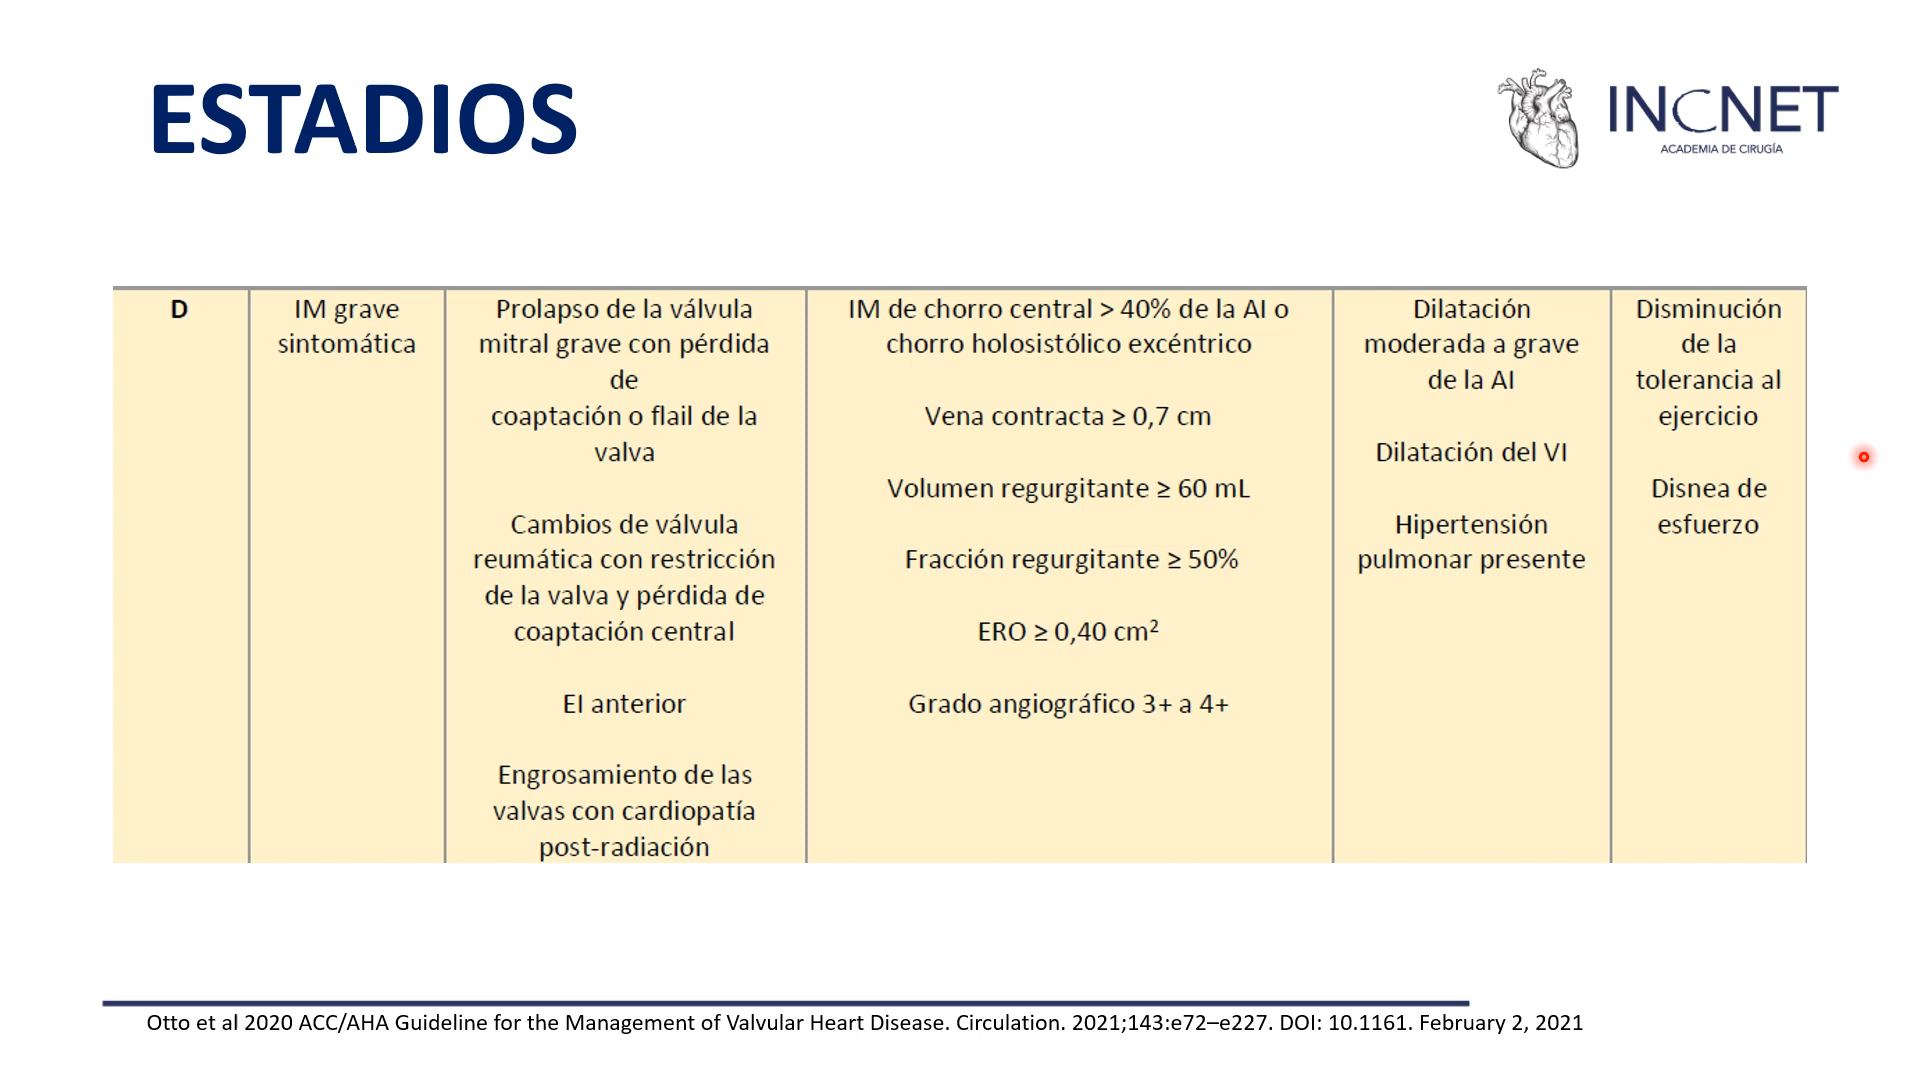 ESTADIOS
INCNET
ACADEMIA DE CIRUGÍA
D
IM grave
sintomática
Prolapso de la válvula
mitral grave con pérdida
de
coaptación o flail de la
valva
Cambios de válvula
reumática con restricción
de la valva y pérdida de
coaptación central
EI anterior
Engrosamiento de las
valvas con cardiopatía
post-radiación
IM de chorro central > 40% de la AI o
chorro holosistólico excéntrico
Vena contracta ≥ 0,7 cm
Volumen regurgitante ≥ 60 mL
Fracción regurgitante ≥ 50%
ERO ≥ 0,40 cm²
Grado angiográfico 3+ a 4+
Dilatación
moderada a grave
de la AI
Dilatación del VI
Hipertensión
pulmonar presente
Disminución
de la
tolerancia al
ejercicio
Disnea de
esfuerzo
Otto et al 2020 ACC/AHA Guideline for the Management of Valvular Heart Disease. Circulation. 2021;143:e72–e227. DOI: 10.1161. February 2, 2021